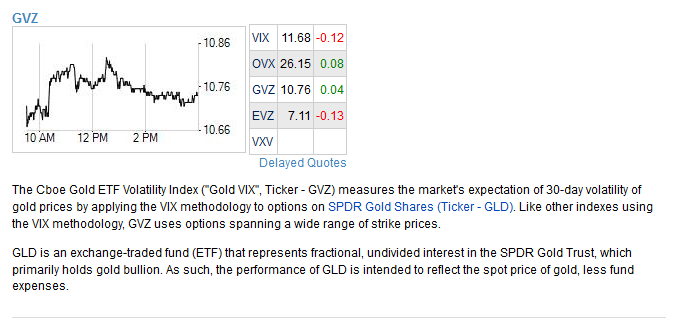 GVZ
10.86
10.76
10.66
10 AM 12 PM 2 PM
VIX 11.68 -0.12
OVX 26.15 0.08
GVZ 10.76 0.04
EVZ 7.11 -0.13
VXV
Delayed Quotes
The Cboe Gold ETF Volatility Index ("Gold VIX", Ticker - GVZ) measures the market's expectation of 30-day volatility of
gold prices by applying the VIX methodology to options on SPDR Gold Shares (Ticker - GLD). Like other indexes using
the VIX methodology, GVZ uses options spanning a wide range of strike prices.
GLD is an exchange-traded fund (ETF) that represents fractional, undivided interest in the SPDR Gold Trust, which
primarily holds gold bullion. As such, the performance of GLD is intended to reflect the spot price of gold, less fund
expenses.